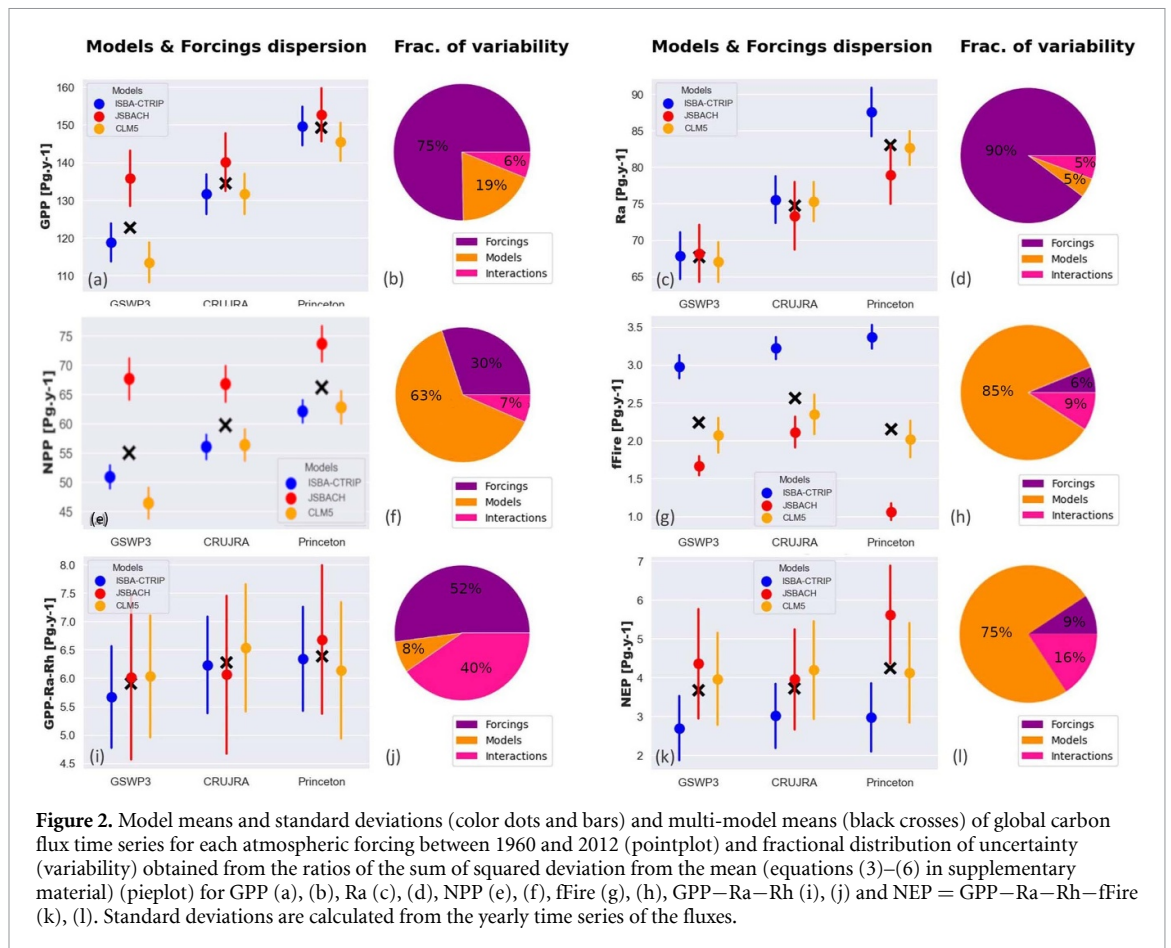 Models & Forcings dispersion
Frac. of variability
Models & Forcings dispersion
Frac. of variability
160
150
140
130
120
110
GPP [Pg.y-1]
Models
ISBA-CTRIP
JSBACH
CLM5
(a)
GSWP3
CRUJRA
Princeton
75%
6%
19%
Forcings
Models
Interactions
(b)
90
85
80
75
70
65
Ra [Pg.y-1]
Models
ISBA-CTRIP
JSBACH
CLM5
(c)
GSWP3
CRUJRA
Princeton
90%
5%
5%
Forcings
Models
Interactions
(d)
75
70
65
60
55
50
45
NPP [Pg.y-1]
Models
ISBA-CTRIP
JSBACH
CLM5
(e)
GSWP3
CRUJRA
Princeton
30%
63%
7%
Forcings
Models
Interactions
(f)
3.5
3.0
2.5
2.0
1.5
1.0
fFire [Pg.y-1]
Models
ISBA-CTRIP
JSBACH
CLM5
(g)
GSWP3
CRUJRA
Princeton
85%
6%
9%
Forcings
Models
Interactions
(h)
8.0
7.5
7.0
6.5
6.0
5.5
5.0
4.5
GPP-Ra-Rh [Pg.y-1]
Models
ISBA-CTRIP
JSBACH
CLM5
(i)
GSWP3
CRUJRA
Princeton
52%
8%
40%
Forcings
Models
Interactions
(j)
7
6
5
4
3
2
NEP [Pg.y-1]
Models
ISBA-CTRIP
JSBACH
CLM5
(k)
GSWP3
CRUJRA
Princeton
75%
9%
16%
Forcings
Models
Interactions
(l)
Figure 2. Model means and standard deviations (color dots and bars) and multi-model means (black crosses) of global carbon
flux time series for each atmospheric forcing between 1960 and 2012 (pointplot) and fractional distribution of uncertainty
(variability) obtained from the ratios of the sum of squared deviation from the mean (equations (3)–(6) in supplementary
material) (pieplot) for GPP (a), (b), Ra (c), (d), NPP (e), (f), fFire (g), (h), GPP−Ra−Rh (i), (j) and NEP = GPP−Ra−Rh−fFire
(k), (l). Standard deviations are calculated from the yearly time series of the fluxes.